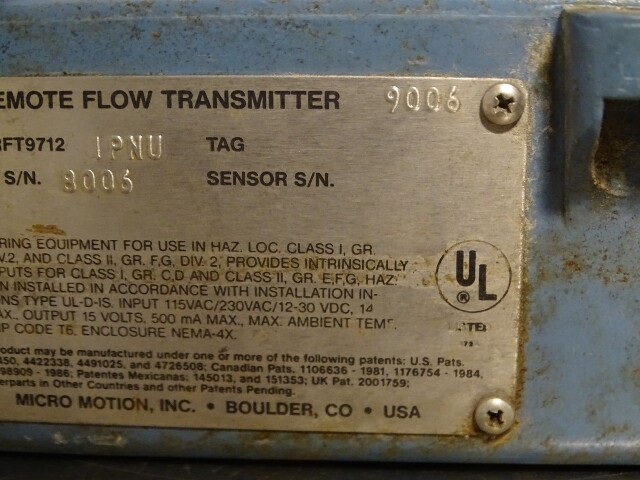 EMOTE FLOW TRANSMITTER 9006
RFT9712 1PNU TAG
S/N. 8006 SENSOR S/N.
RING EQUIPMENT FOR USE IN HAZ. LOC. CLASS I, GR.
V.2, AND CLASS II, GR. F,G, DIV. 2, PROVIDES INTRINSICALLY
PUTS FOR CLASS I, GR. C,D AND CLASS II, GR. E,F,G, HAZ.
N INSTALLED IN ACCORDANCE WITH INSTALLATION IN-
NS TYPE UL-D-IS. INPUT 115VAC/230VAC/12-30 VDC, 14
AX., OUTPUT 15 VOLTS, 500 mA MAX., MAX. AMBIENT TEMP.
MP CODE T6. ENCLOSURE NEMA-4X.
UL
®
roduct may be manufactured under one or more of the following patents: U.S. Pats.
450, 4422338, 4491025, and 4726508; Canadian Pats. 1106636 - 1981, 1176754 - 1984,
98909 - 1986; Patentes Mexicanas; 145013, and 151353; UK Pat. 2001759;
erparts in Other Countries and other Patents Pending.
MICRO MOTION, INC. • BOULDER, CO • USA